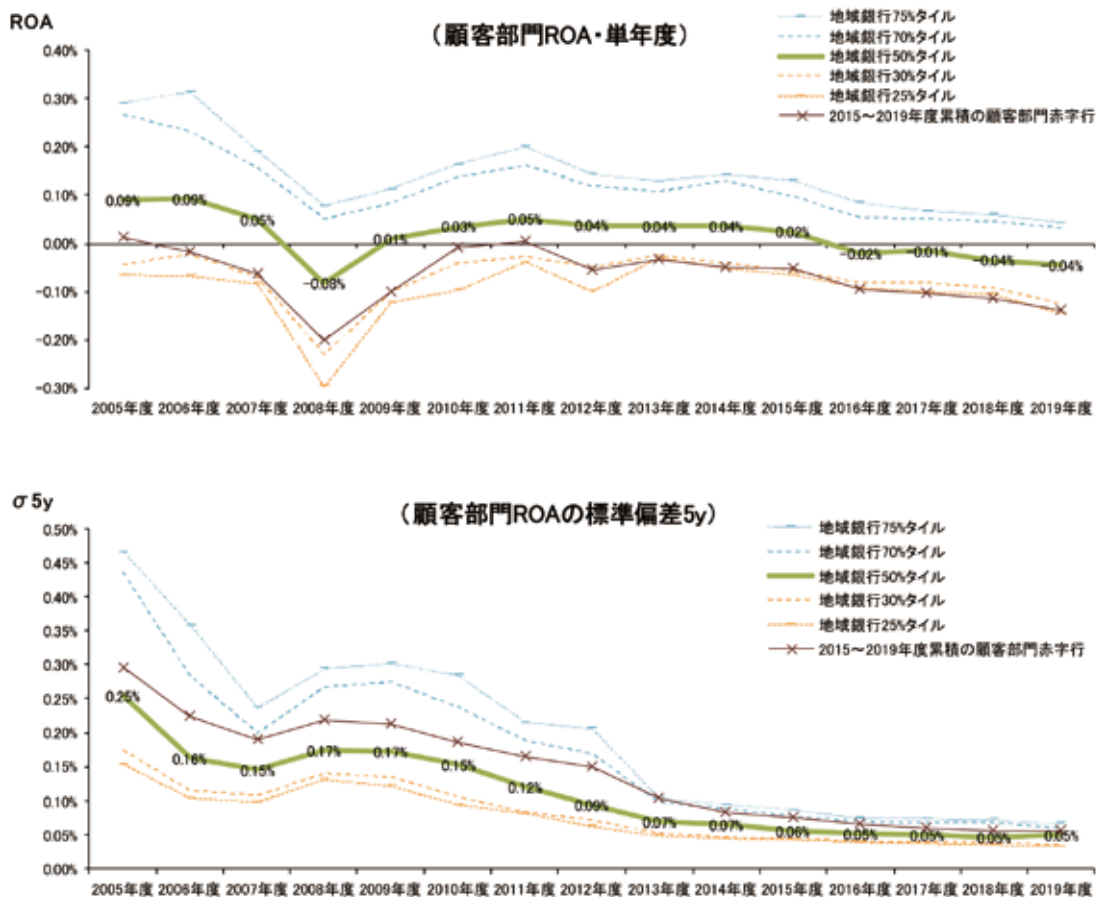 ROA
(顧客部門ROA・単年度)
地域銀行75%タイル
地域銀行70%タイル
地域銀行50%タイル
地域銀行30%タイル
地域銀行25%タイル
2015~2019年度累積の顧客部門赤字行
0.40%
0.30%
0.20%
0.10%
0.00%
-0.10%
-0.20%
-0.30%
0.09%
0.09%
0.05%
-0.08%
0.01%
0.03%
0.05%
0.04%
0.04%
0.04%
0.02%
-0.02%
-0.01%
-0.04%
-0.04%
2005年度 2006年度 2007年度 2008年度 2009年度 2010年度 2011年度 2012年度 2013年度 2014年度 2015年度 2016年度 2017年度 2018年度 2019年度
σ5y
(顧客部門ROAの標準偏差5y)
地域銀行75%タイル
地域銀行70%タイル
地域銀行50%タイル
地域銀行30%タイル
地域銀行25%タイル
2015~2019年度累積の顧客部門赤字行
0.50%
0.45%
0.40%
0.35%
0.30%
0.25%
0.20%
0.15%
0.10%
0.05%
0.00%
0.25%
0.16%
0.15%
0.17%
0.17%
0.15%
0.12%
0.09%
0.07%
0.07%
0.06%
0.05%
0.05%
0.05%
0.05%
2005年度 2006年度 2007年度 2008年度 2009年度 2010年度 2011年度 2012年度 2013年度 2014年度 2015年度 2016年度 2017年度 2018年度 2019年度